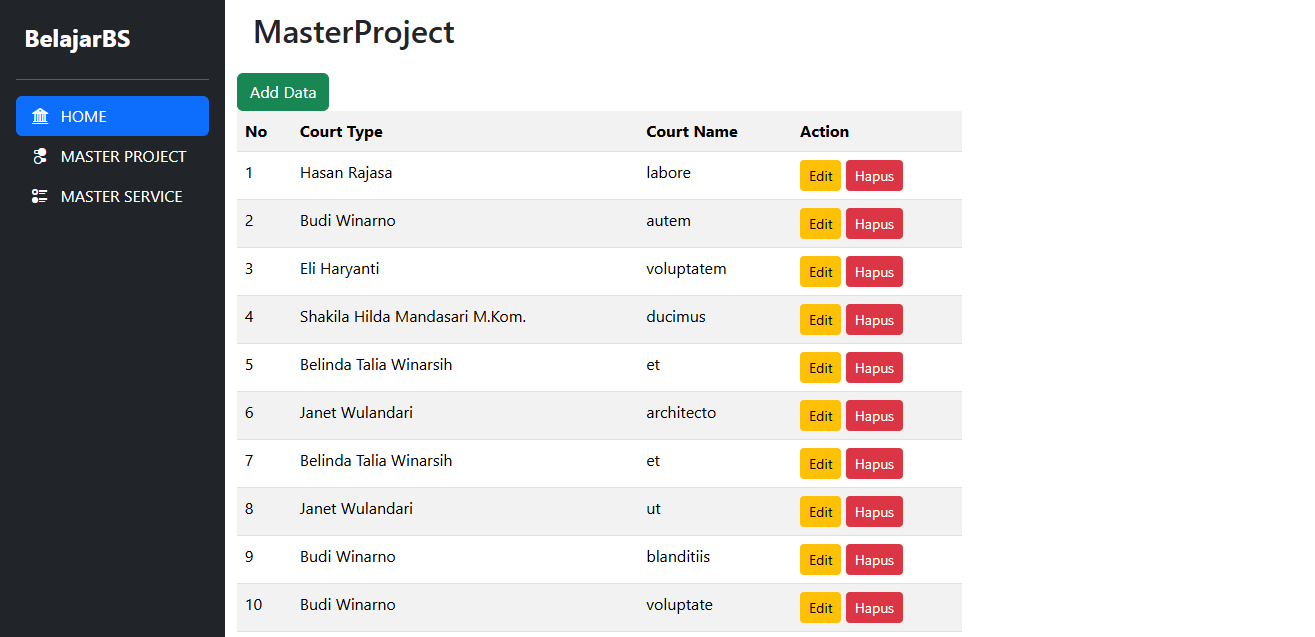 BelajarBS
HOME
MASTER PROJECT
MASTER SERVICE
MasterProject
Add Data
No Court Type Court Name Action
1 Hasan Rajasa labore Edit Hapus
2 Budi Winarno autem Edit Hapus
3 Eli Haryanti voluptatem Edit Hapus
4 Shakila Hilda Mandasari M.Kom. ducimus Edit Hapus
5 Belinda Talia Winarsih et Edit Hapus
6 Janet Wulandari architecto Edit Hapus
7 Belinda Talia Winarsih et Edit Hapus
8 Janet Wulandari ut Edit Hapus
9 Budi Winarno blanditiis Edit Hapus
10 Budi Winarno voluptate Edit Hapus